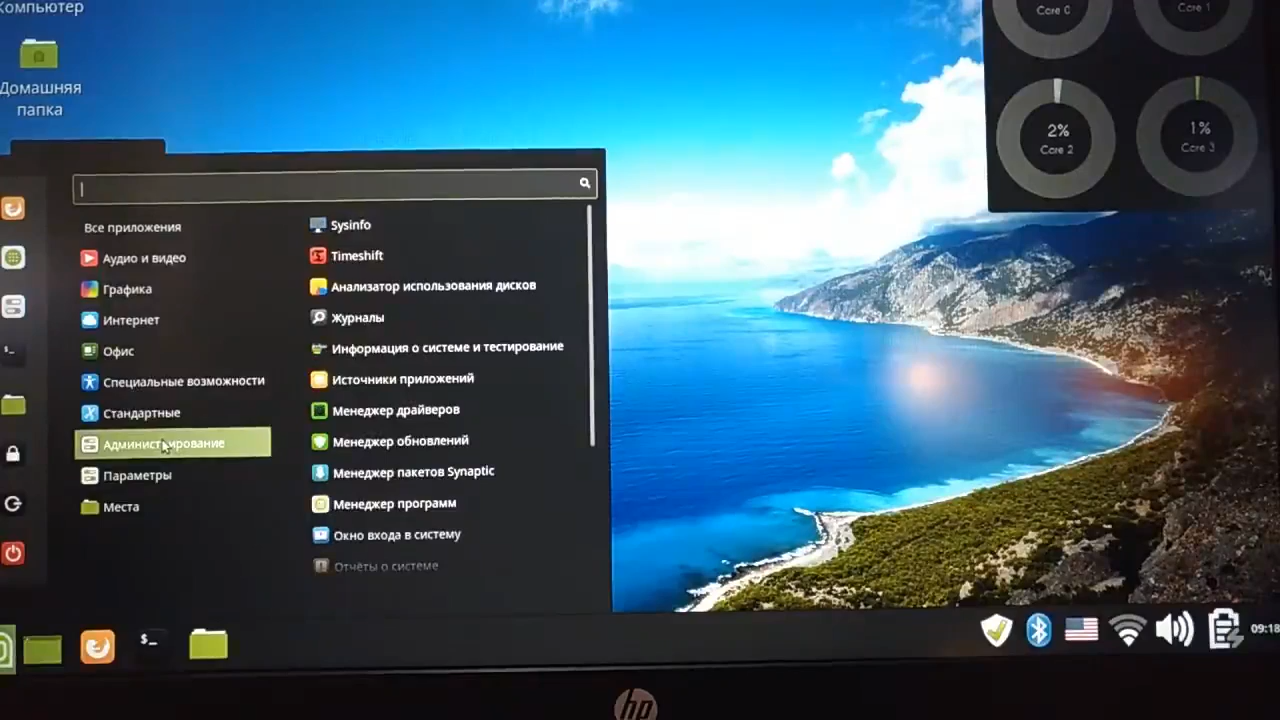 Компьютер
Домашняя
папка
Core 0
Core 1
2%
Core 2
1%
Core 3
Все приложения
Аудио и видео
Графика
Интернет
Офис
Специальные возможности
Стандартные
Администрирование
Параметры
Места
Sysinfo
Timeshift
Анализатор использования дисков
Журналы
Информация о системе и тестирование
Источники приложений
Менеджер драйверов
Менеджер обновлений
Менеджер пакетов Synaptic
Менеджер программ
Окно входа в систему
Отчёты о системе
$_
09:18
hp